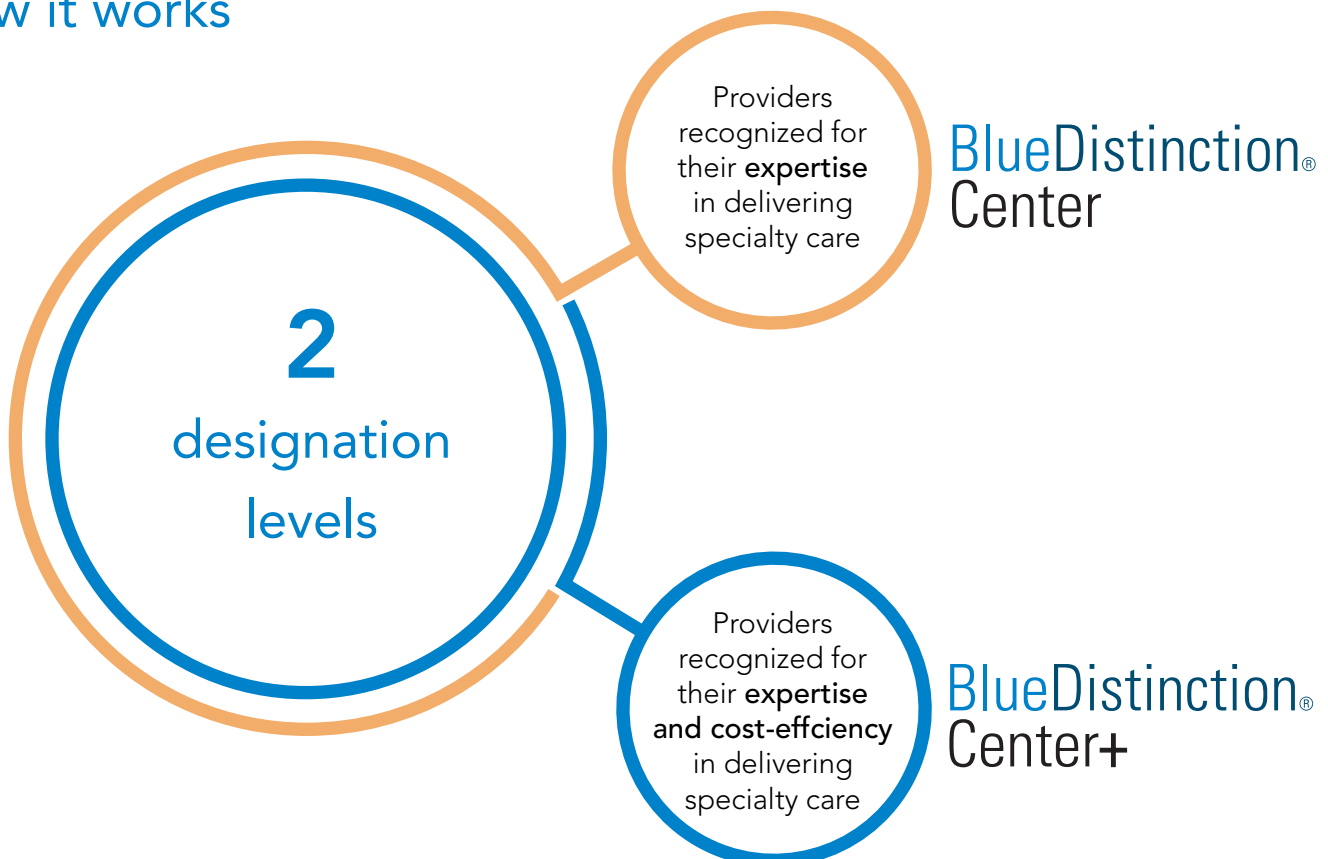 w it works
Providers
recognized for
their expertise
in delivering
specialty care
BlueDistinction®
Center
2
designation
levels
Providers
recognized for
their expertise
and cost-effciency
in delivering
specialty care
BlueDistinction®
Center+